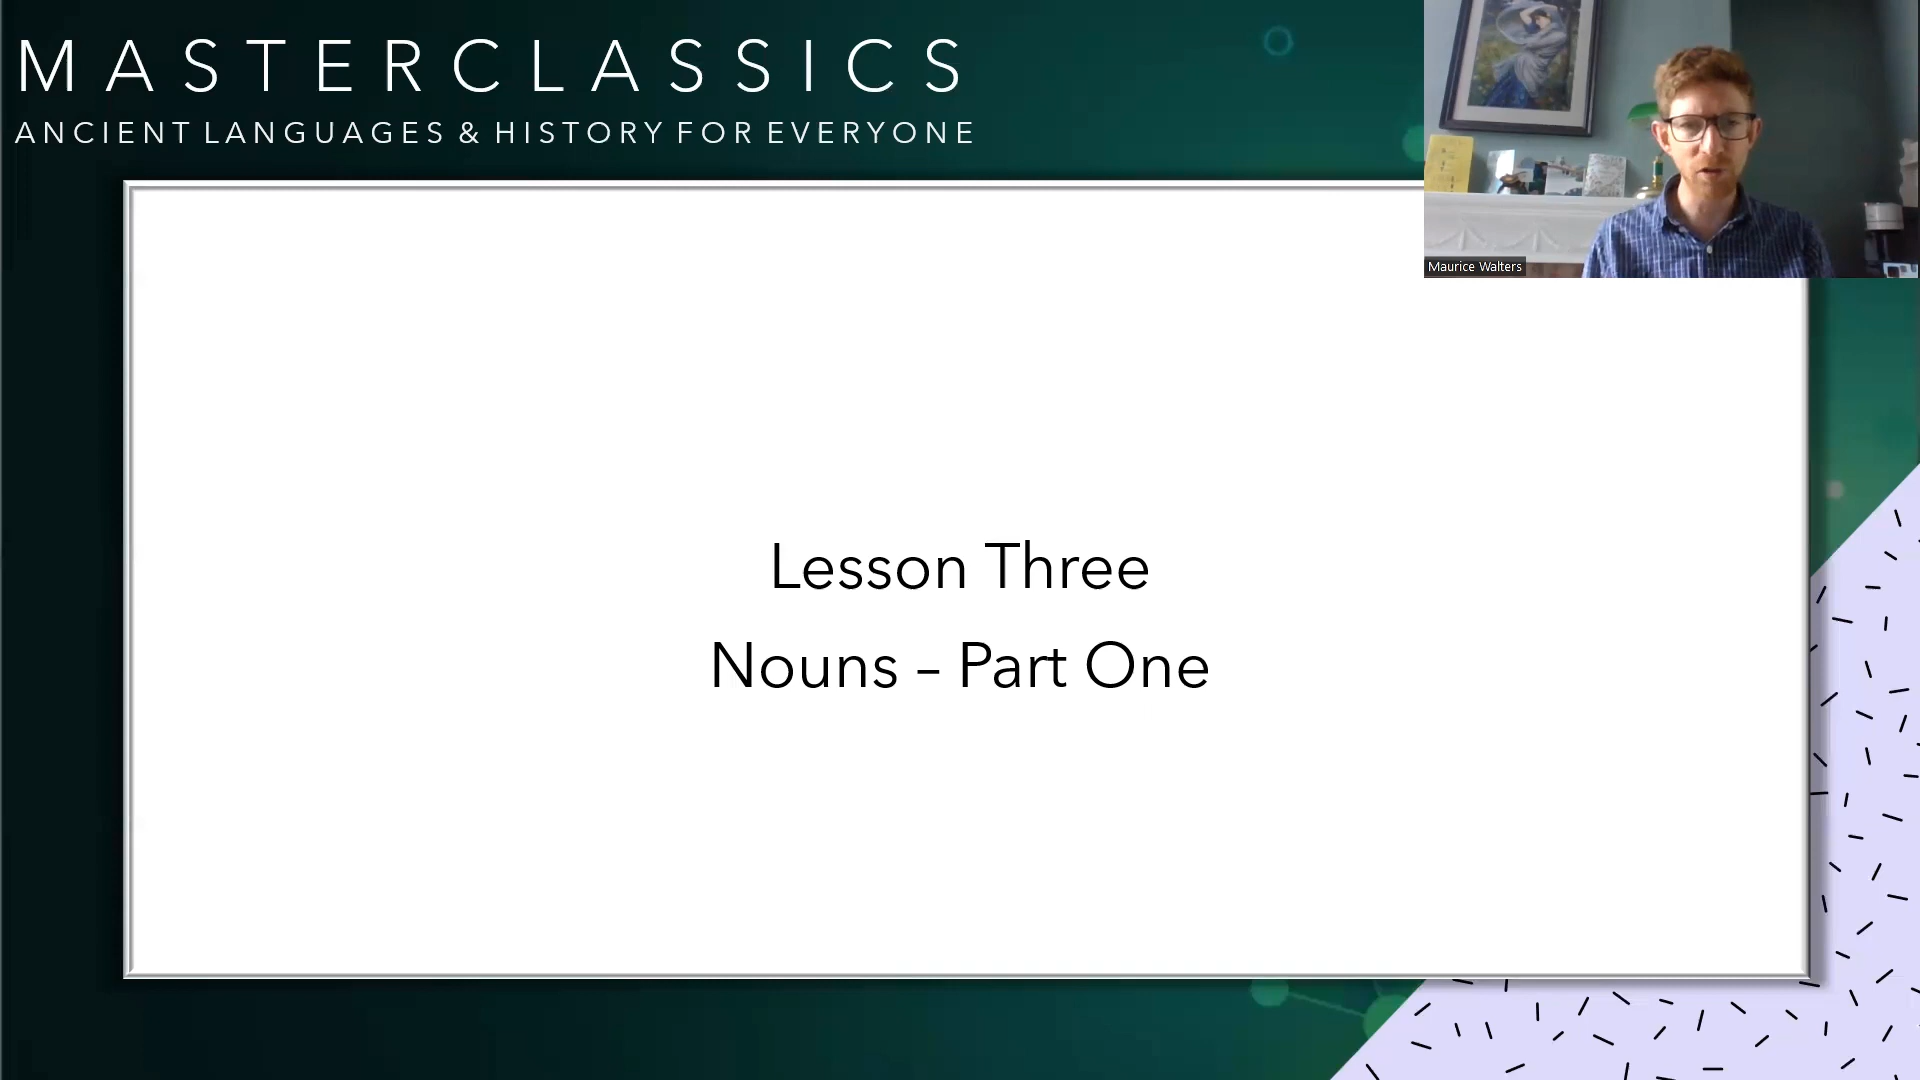 MASTERCLASSICS
ANCIENT LANGUAGES & HISTORY FOR EVERYONE
Maurice Walters
Lesson Three
Nouns – Part One